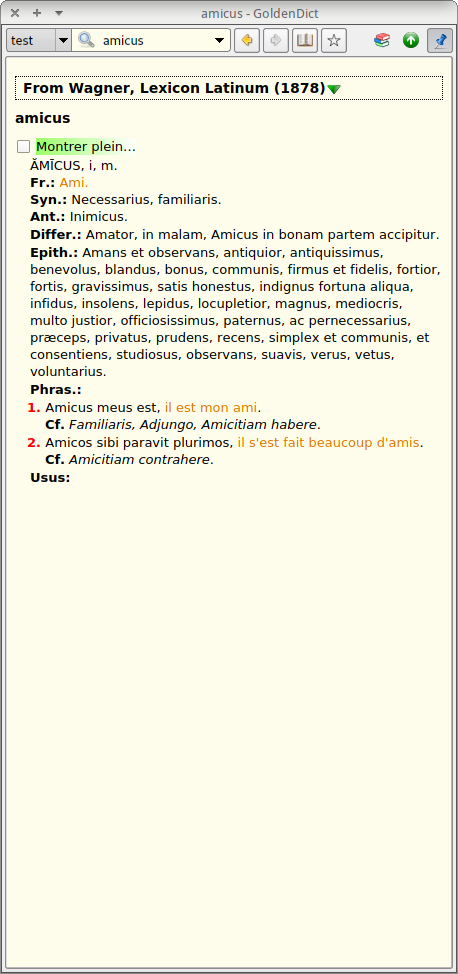 amicus - GoldenDict
test
amicus
From Wagner, Lexicon Latinum (1878)
amicus
Montrer plein...
ĂMĪCUS, i, m.
Fr.: Ami.
Syn.: Necessarius, familiaris.
Ant.: Inimicus.
Differ.: Amator, in malam, Amicus in bonam partem accipitur.
Epith.: Amans et observans, antiquior, antiquissimus,
benevolus, blandus, bonus, communis, firmus et fidelis, fortior,
fortis, gravissimus, satis honestus, indignus fortuna aliqua,
infidus, insolens, lepidus, locupletior, magnus, mediocris,
multo justior, officiosissimus, paternus, ac pernecessarius,
præceps, privatus, prudens, recens, simplex et communis, et
consentiens, studiosus, observans, suavis, verus, vetus,
voluntarius.
Phras.:
1. Amicus meus est, il est mon ami.
Cf. Familiaris, Adjungo, Amicitiam habere.
2. Amicos sibi paravit plurimos, il s'est fait beaucoup d'amis.
Cf. Amicitiam contrahere.
Usus: